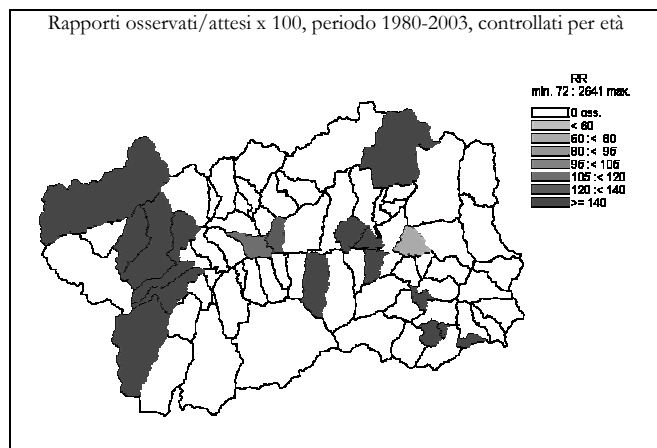 Rapporti osservati/attesi x 100, periodo 1980-2003, controllati per età
RR
min. 72 : 2641 max.
0 oss.
< 60
60 :< 80
80 :< 95
95 :< 105
105 :< 120
120 :< 140
>= 140